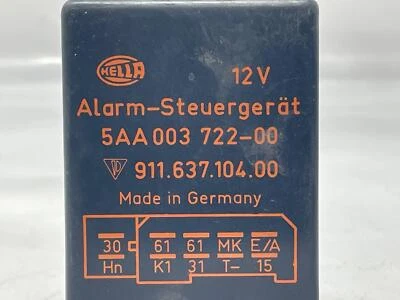 HELLA 12 V
Alarm-Steuergerät
5AA 003 722-00
911.637.104.00
Made in Germany
30 61 61 MK E/A
Hn K1 31 T- 15